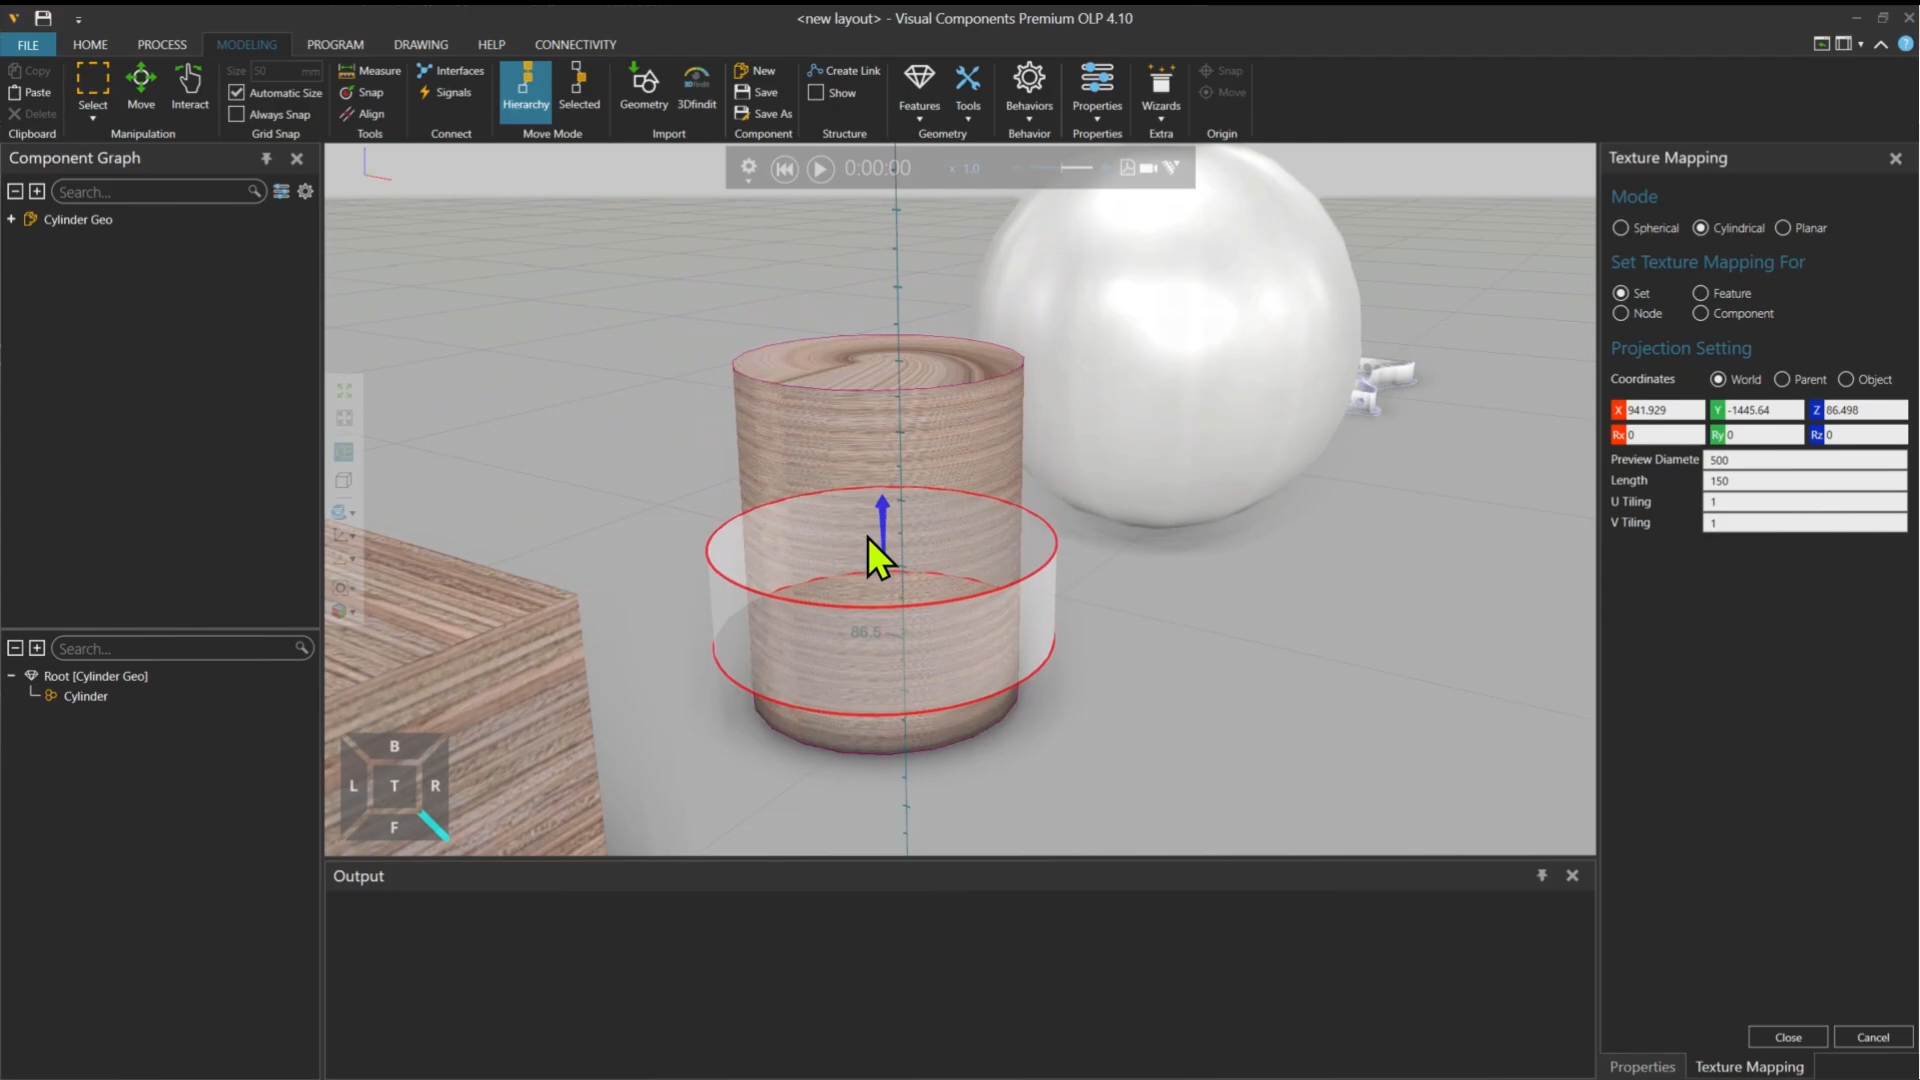 <new layout> - Visual Components Premium OLP 4.10
FILE HOME PROCESS MODELING PROGRAM DRAWING HELP CONNECTIVITY
Copy
Paste
Delete
Clipboard
Select
Move
Interact
Manipulation
Size 50 mm
Automatic Size
Always Snap
Grid Snap
Measure
Snap
Align
Tools
Interfaces
Signals
Connect
Hierarchy
Selected
Move Mode
Geometry
3Dfindit
Import
New
Save
Save As
Component
Create Link
Show
Structure
Features
Tools
Geometry
Behaviors
Behavior
Properties
Properties
Wizards
Extra
Snap
Move
Origin
Component Graph
Search...
Cylinder Geo
Search...
Root [Cylinder Geo]
Cylinder
0:00:00 x 1.0
86.5
B
L T R
F
Output
Texture Mapping
Mode
Spherical Cylindrical Planar
Set Texture Mapping For
Set Feature
Node Component
Projection Setting
Coordinates World Parent Object
X 941.929 Y -1445.64 Z 86.498
Rx 0 Ry 0 Rz 0
Preview Diamete 500
Length 150
U Tiling 1
V Tiling 1
Close Cancel
Properties Texture Mapping